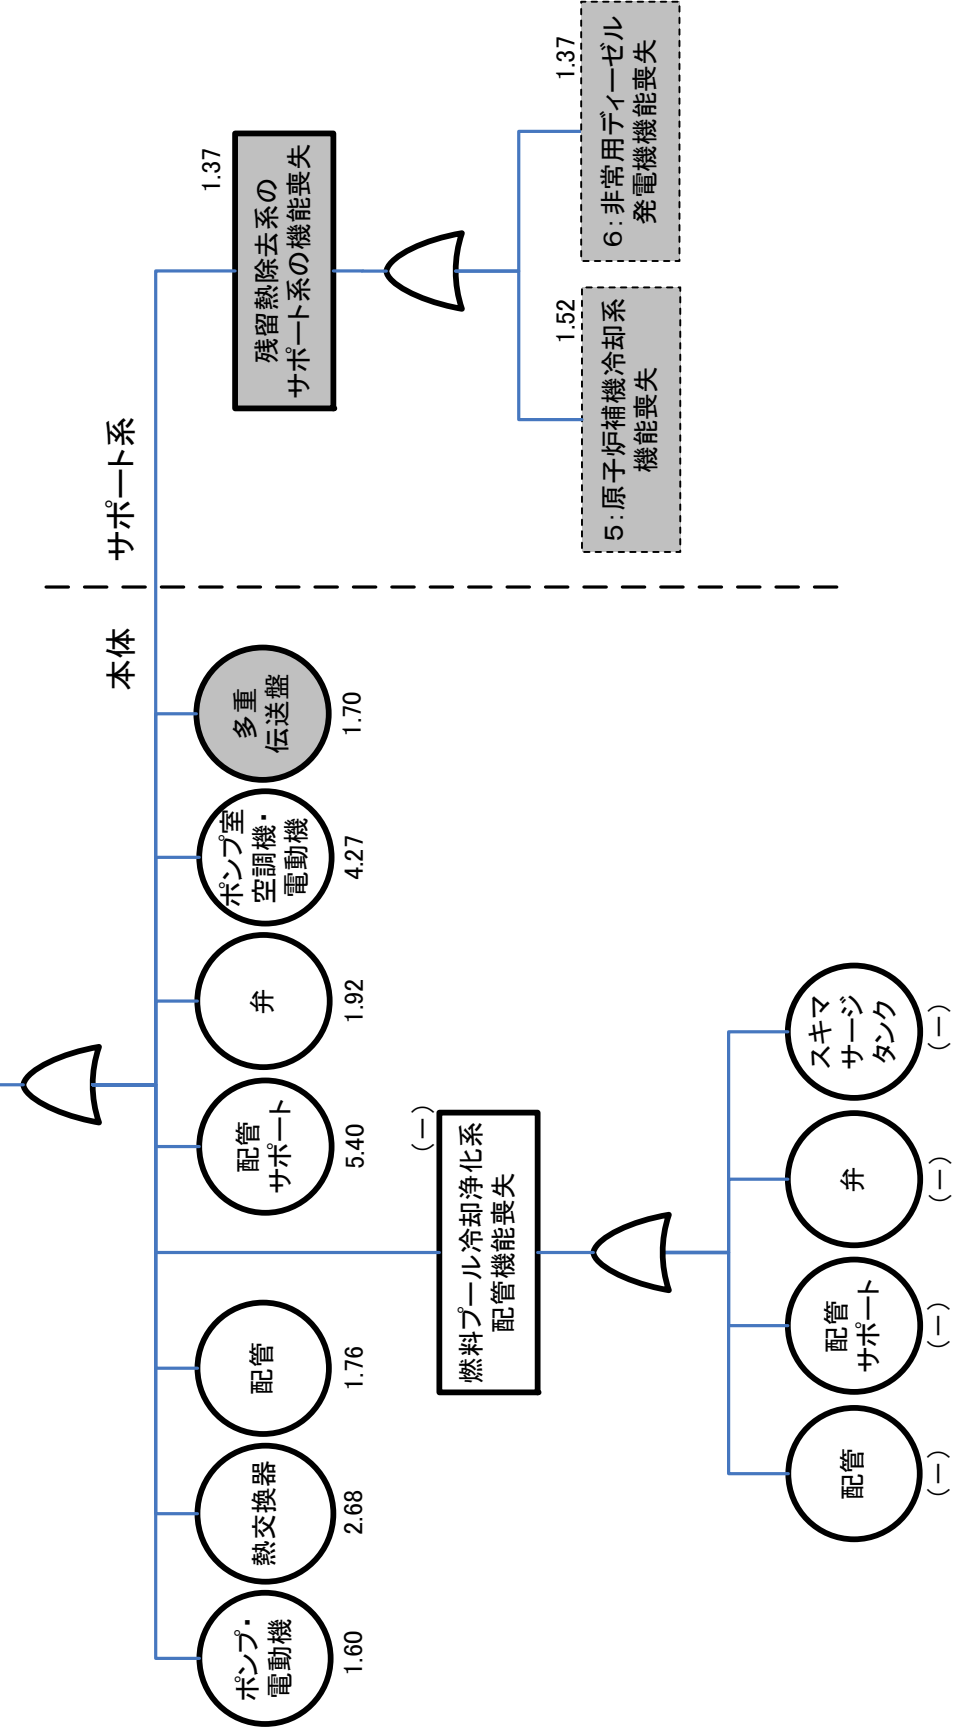 本体
サポート系
ポンプ・
電動機
1.60
熱交換器
2.68
配管
1.76
配管
サポート
5.40
弁
1.92
ポンプ室
空調機・
電動機
4.27
多重
伝送盤
1.70
1.37
残留熱除去系の
サポート系の機能喪失
(－)
燃料プール冷却浄化系
配管機能喪失
1.52
5:原子炉補機冷却系
機能喪失
1.37
6:非常用ディーゼル
発電機機能喪失
配管
(－)
配管
サポート
(－)
弁
(－)
スキマ
サージ
タンク
(－)